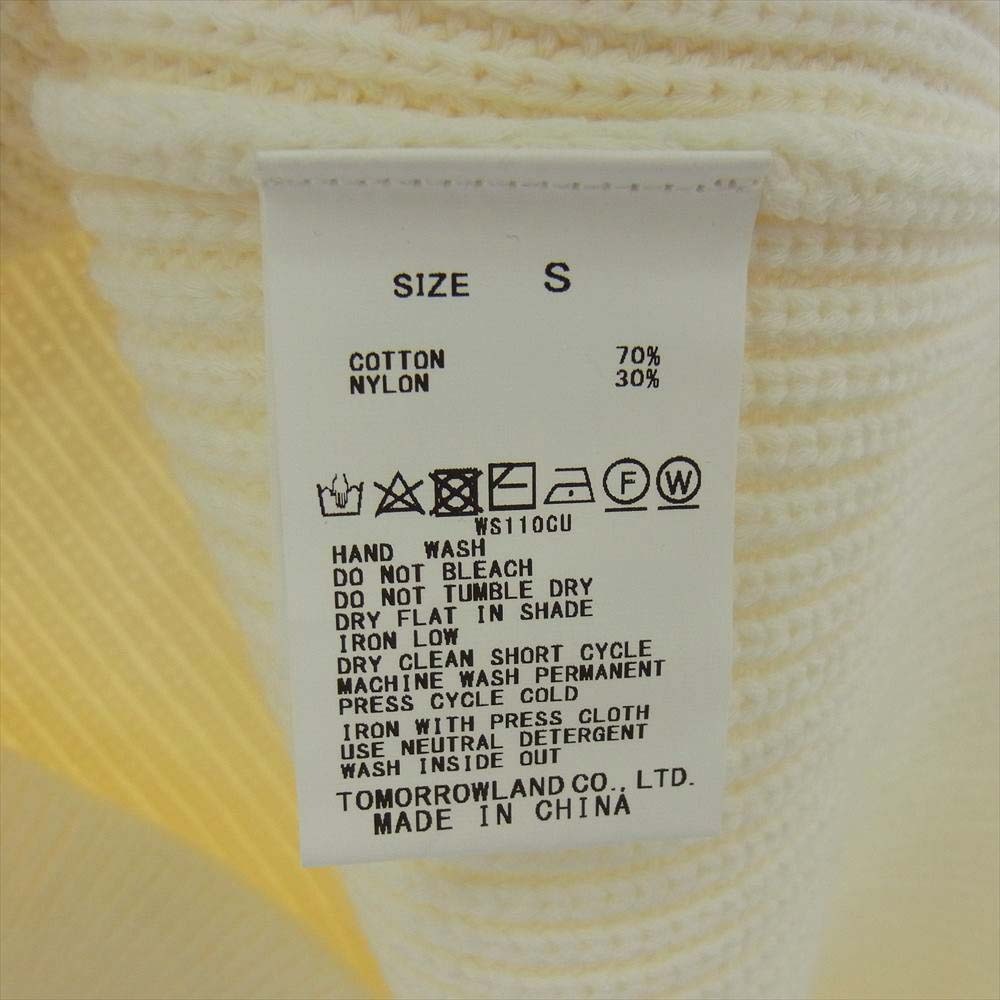 SIZE S
COTTON 70%
NYLON 30%
F W
WS110CU
HAND WASH
DO NOT BLEACH
DO NOT TUMBLE DRY
DRY FLAT IN SHADE
IRON LOW
DRY CLEAN SHORT CYCLE
MACHINE WASH PERMANENT
PRESS CYCLE COLD
IRON WITH PRESS CLOTH
USE NEUTRAL DETERGENT
WASH INSIDE OUT
TOMORROWLAND CO., LTD.
MADE IN CHINA